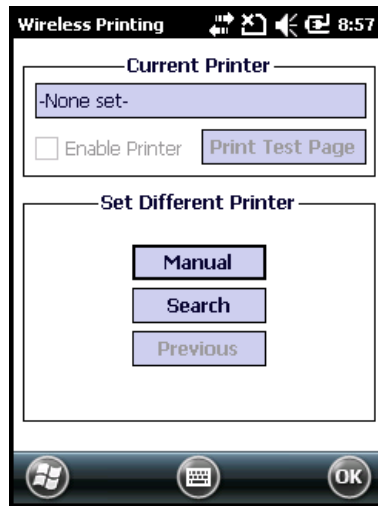 Wireless Printing 8:57
Current Printer
-None set-
Enable Printer Print Test Page
Set Different Printer
Manual
Search
Previous
OK